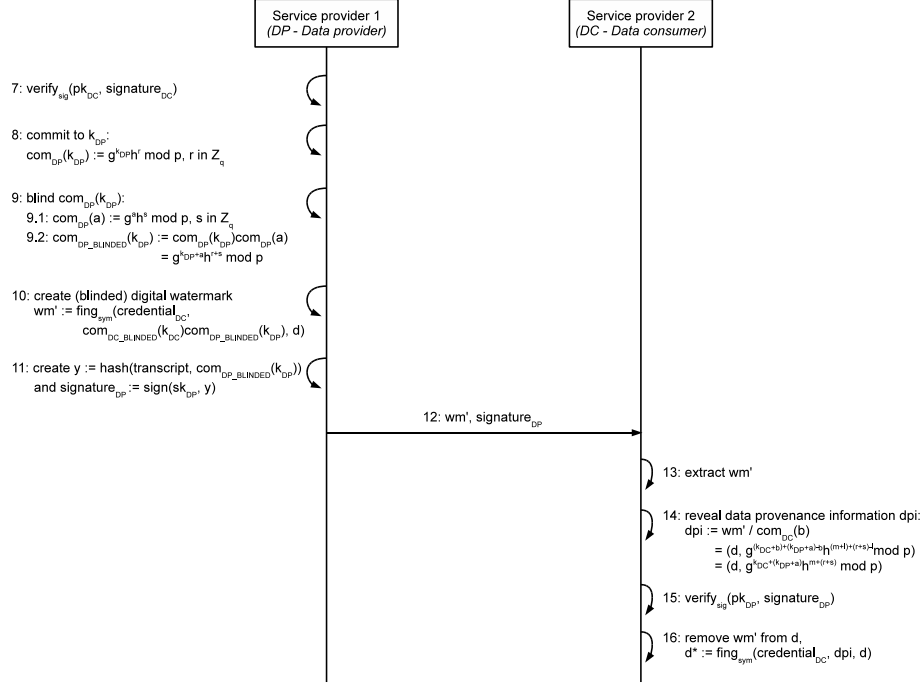 Service provider 1
(DP - Data provider)
Service provider 2
(DC - Data consumer)
7: verify_sig(pk_DC, signature_DC)
8: commit to k_DP:
com_DP(k_DP) := g^k_DP h^r mod p, r in Z_q
9: blind com_DP(k_DP):
9.1: com_DP(a) := g^a h^s mod p, s in Z_q
9.2: com_DP_BLINDED(k_DP) := com_DP(k_DP)com_DP(a)
= g^k_DP+a h^r+s mod p
10: create (blinded) digital watermark
wm' := fing_sym(credential_DC,
com_DC_BLINDED(k_DC)com_DP_BLINDED(k_DP), d)
11: create y := hash(transcript, com_DP_BLINDED(k_DP))
and signature_DP := sign(sk_DP, y)
12: wm', signature_DP
13: extract wm'
14: reveal data provenance information dpi:
dpi := wm' / com_DC(b)
= (d, g^(k_DC+b)+(k_DP+a)-b h^(m+l)+(r+s)-l mod p)
= (d, g^k_DC+(k_DP+a) h^m+(r+s) mod p)
15: verify_sig(pk_DP, signature_DP)
16: remove wm' from d,
d* := fing_sym(credential_DC, dpi, d)